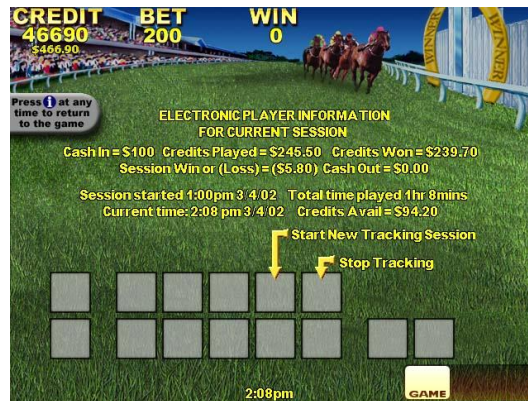 CREDIT BET WIN
46690 200 0
$466.90
WINNER WINNER
Press i at any
time to return
to the game
ELECTRONIC PLAYER INFORMATION
FOR CURRENT SESSION
Cash In = $100 Credits Played = $245.50 Credits Won = $239.70
Session Win or (Loss) = ($5.80) Cash Out = $0.00
Session started 1:00pm 3/4/02 Total time played 1hr 8mins
Current time: 2:08 pm 3/4/02 Credits Avail = $94.20
Start New Tracking Session
Stop Tracking
2:08pm
GAME